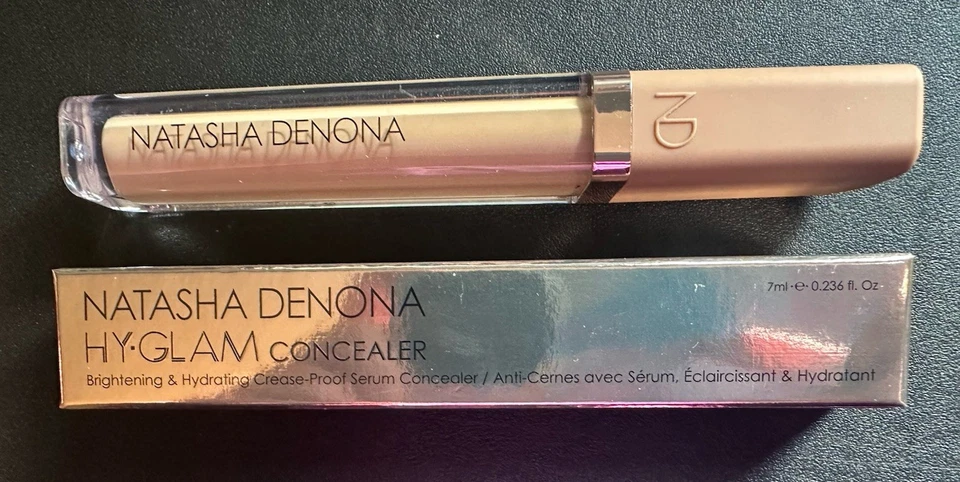 NATASHA DENONA
ND
NATASHA DENONA
HY·GLAM CONCEALER
7ml ·e· 0.236 fl. Oz
Brightening & Hydrating Crease-Proof Serum Concealer / Anti-Cernes avec Sérum, Éclaircissant & Hydratant